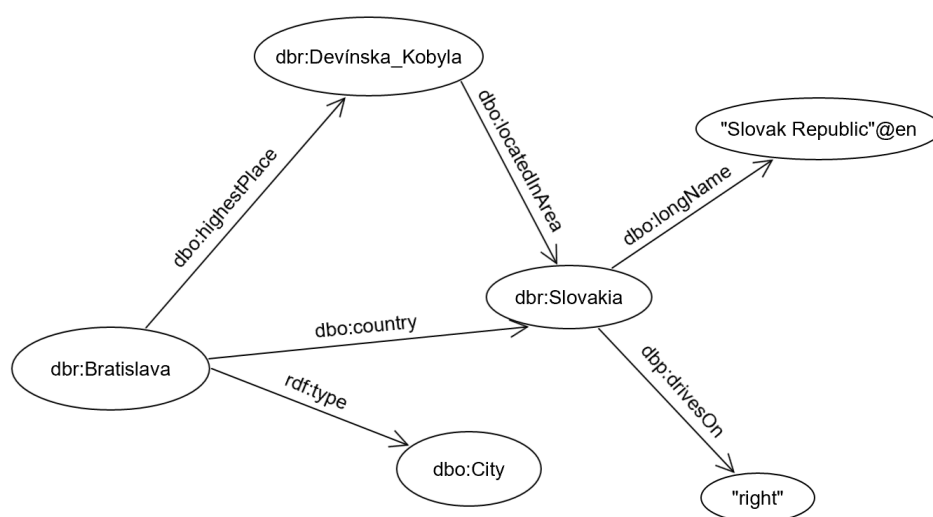 dbr:Devínska_Kobyla
dbo:locatedInArea
"Slovak Republic"@en
dbo:highestPlace
dbo:longName
dbr:Slovakia
dbo:country
dbr:Bratislava
rdf:type
dbp:drivesOn
dbo:City
"right"